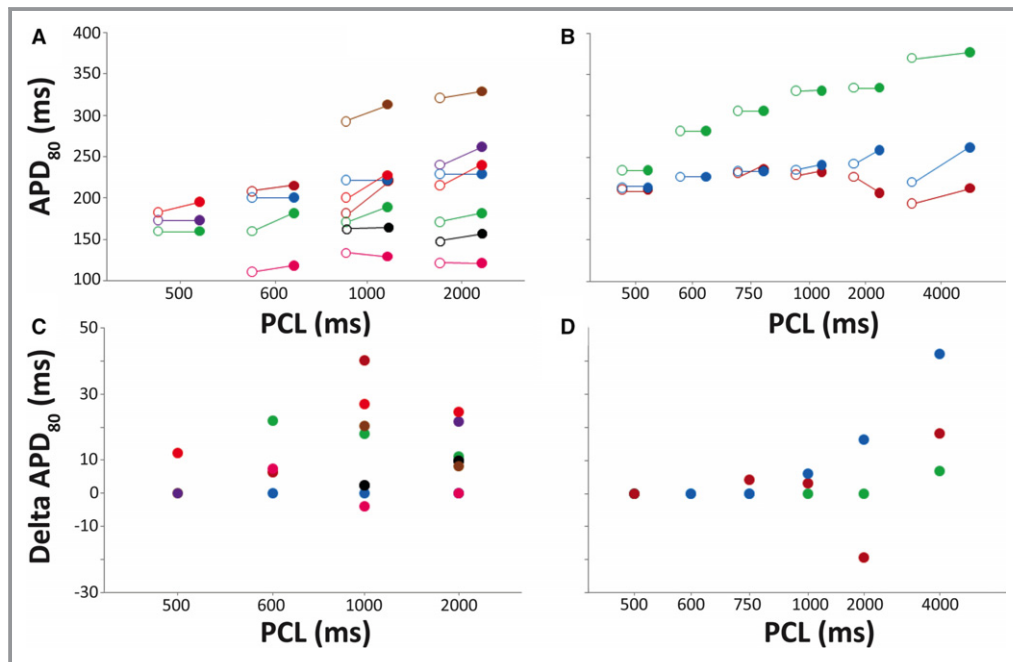 A
APD80 (ms)
400
350
300
250
200
150
100
500 600 1000 2000
PCL (ms)
B
500 600 750 1000 2000 4000
PCL (ms)
C
Delta APD80 (ms)
50
30
10
0
-10
-30
500 600 1000 2000
PCL (ms)
D
500 600 750 1000 2000 4000
PCL (ms)